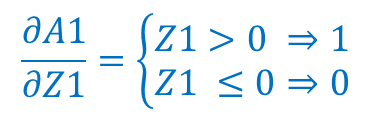 ∂A1/∂Z1 = { Z1 > 0 ⇒ 1
Z1 ≤ 0 ⇒ 0